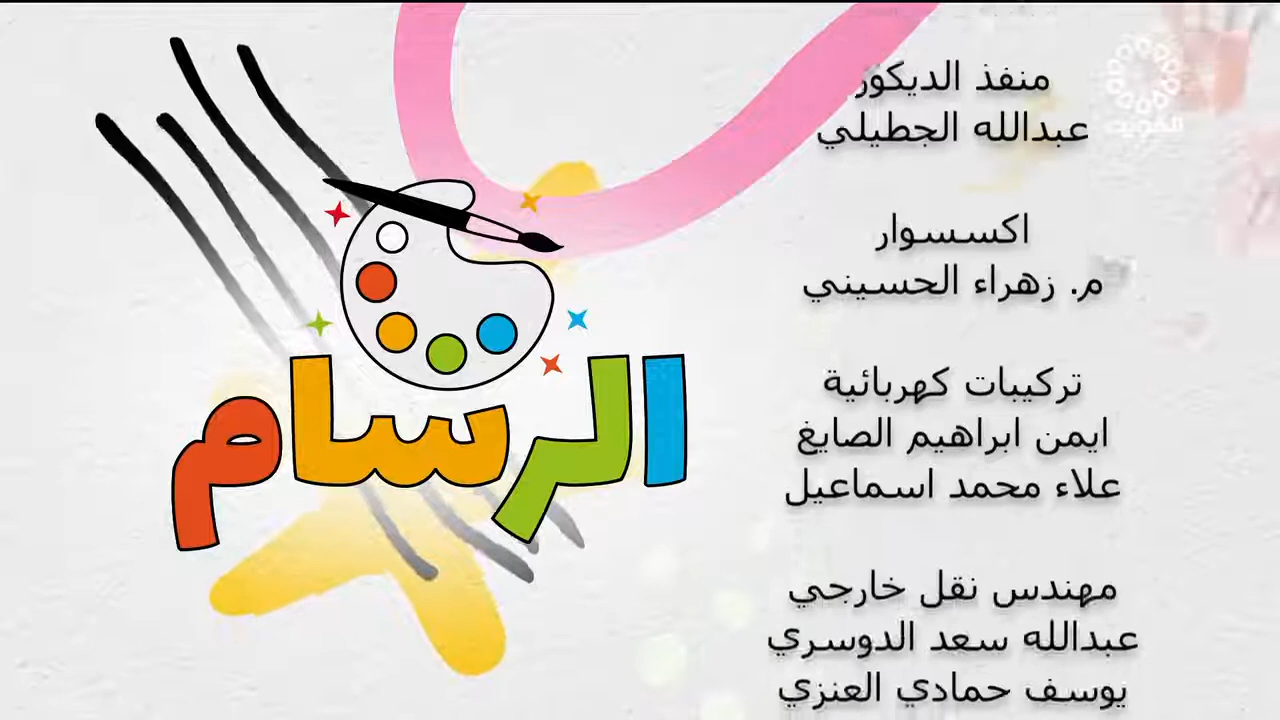 الكويت
الرسام
منفذ الديكور
عبدالله الجطيلي
اكسسوار
م. زهراء الحسيني
تركيبات كهربائية
ايمن ابراهيم الصايغ
علاء محمد اسماعيل
مهندس نقل خارجي
عبدالله سعد الدوسري
يوسف حمادي العنزي